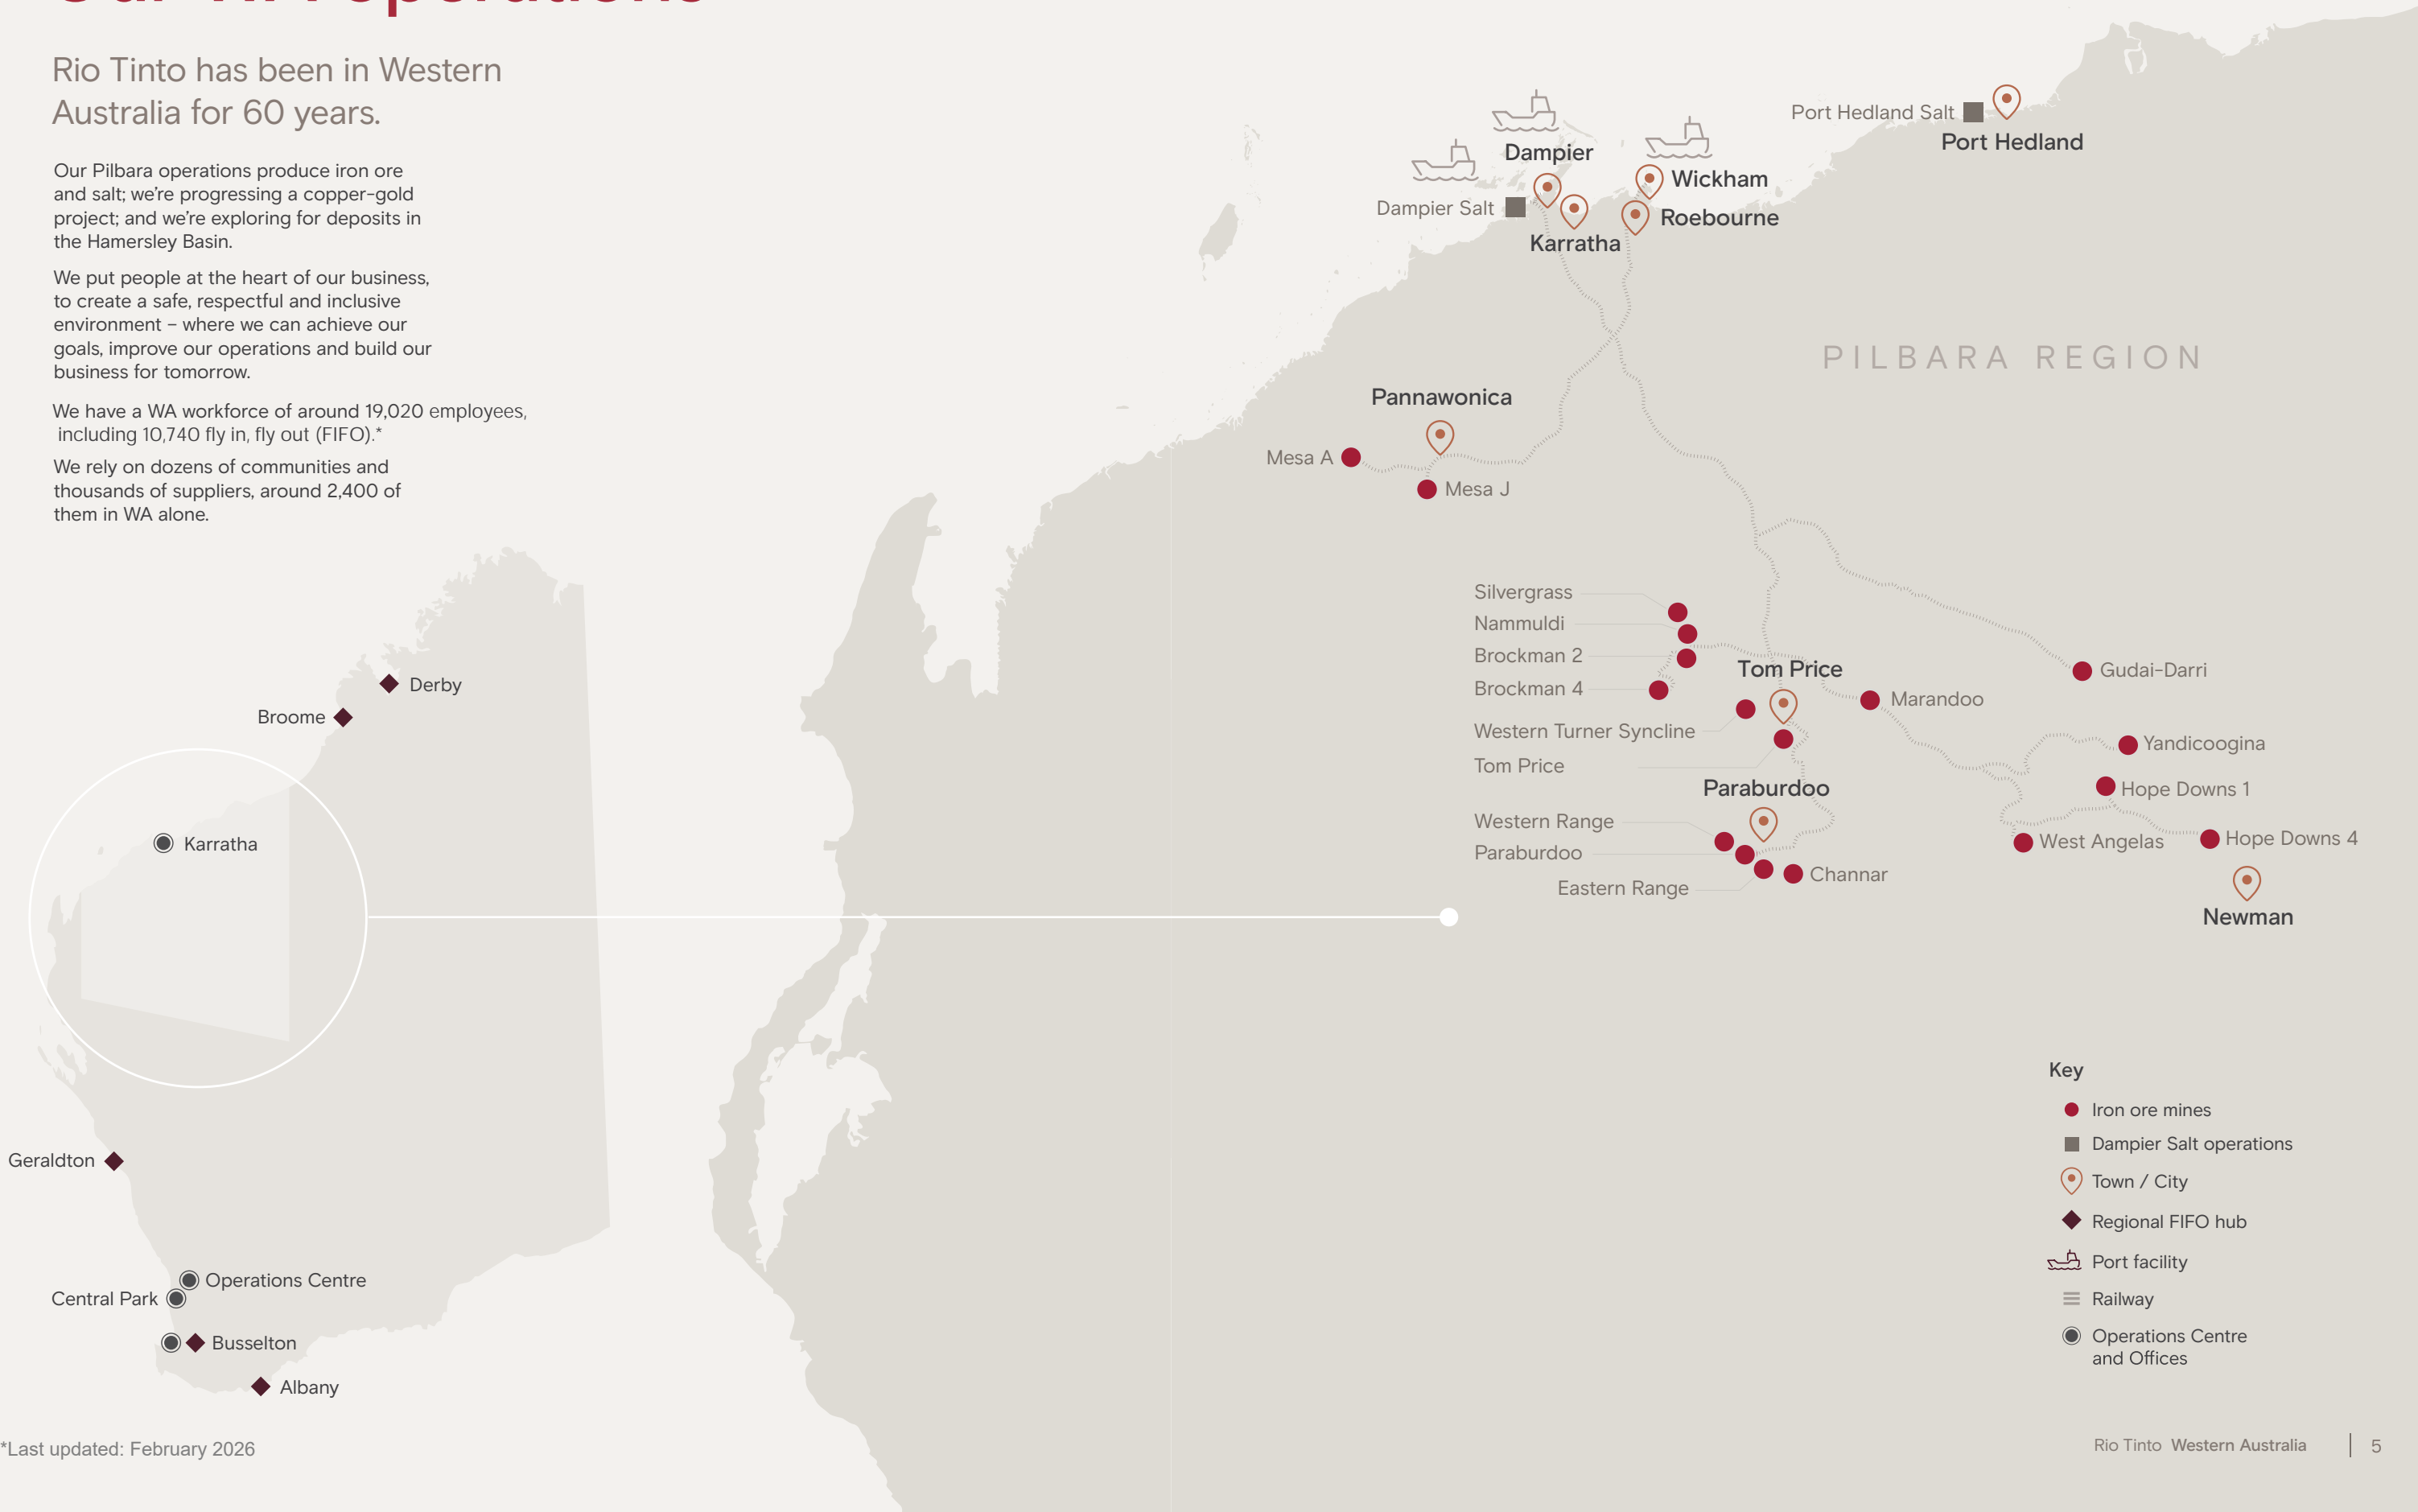 Our WA operations
Rio Tinto has been in Western
Australia for 60 years.
Our Pilbara operations produce iron ore
and salt; we’re progressing a copper-gold
project; and we’re exploring for deposits in
the Hamersley Basin.
We put people at the heart of our business,
to create a safe, respectful and inclusive
environment – where we can achieve our
goals, improve our operations and build our
business for tomorrow.
We have a WA workforce of around 19,020 employees,
including 10,740 fly in, fly out (FIFO).*
We rely on dozens of communities and
thousands of suppliers, around 2,400 of
them in WA alone.
Derby
Broome
Karratha
Geraldton
Operations Centre
Central Park
Busselton
Albany
*Last updated: February 2026
Port Hedland Salt
Port Hedland
Dampier
Wickham
Dampier Salt
Roebourne
Karratha
PILBARA REGION
Pannawonica
Mesa A
Mesa J
Silvergrass
Nammuldi
Brockman 2
Brockman 4
Tom Price
Gudai-Darri
Marandoo
Western Turner Syncline
Tom Price
Yandicoogina
Paraburdoo
Hope Downs 1
Western Range
Paraburdoo
West Angelas
Hope Downs 4
Eastern Range
Channar
Newman
Key
Iron ore mines
Dampier Salt operations
Town / City
Regional FIFO hub
Port facility
Railway
Operations Centre
and Offices
Rio Tinto Western Australia
5